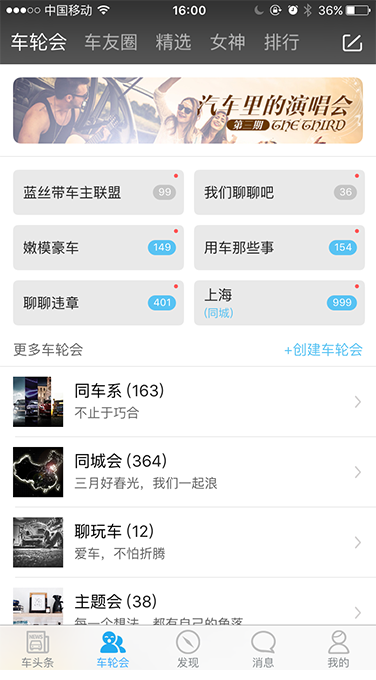 中国移动 16:00 36%
车轮会 车友圈 精选 女神 排行
汽车里的演唱会
第三期 THE THIRD
蓝丝带车主联盟 99 我们聊聊吧 36
嫩模豪车 149 用车那些事 154
聊聊违章 401 上海 999
(同城)
更多车轮会 +创建车轮会
同车系 (163)
不止于巧合
同城会 (364)
三月好春光，我们一起浪
聊玩车 (12)
爱车，不怕折腾
主题会 (38)
每一个想法，都有自己的角落
NEWS
车头条 车轮会 发现 消息 我的